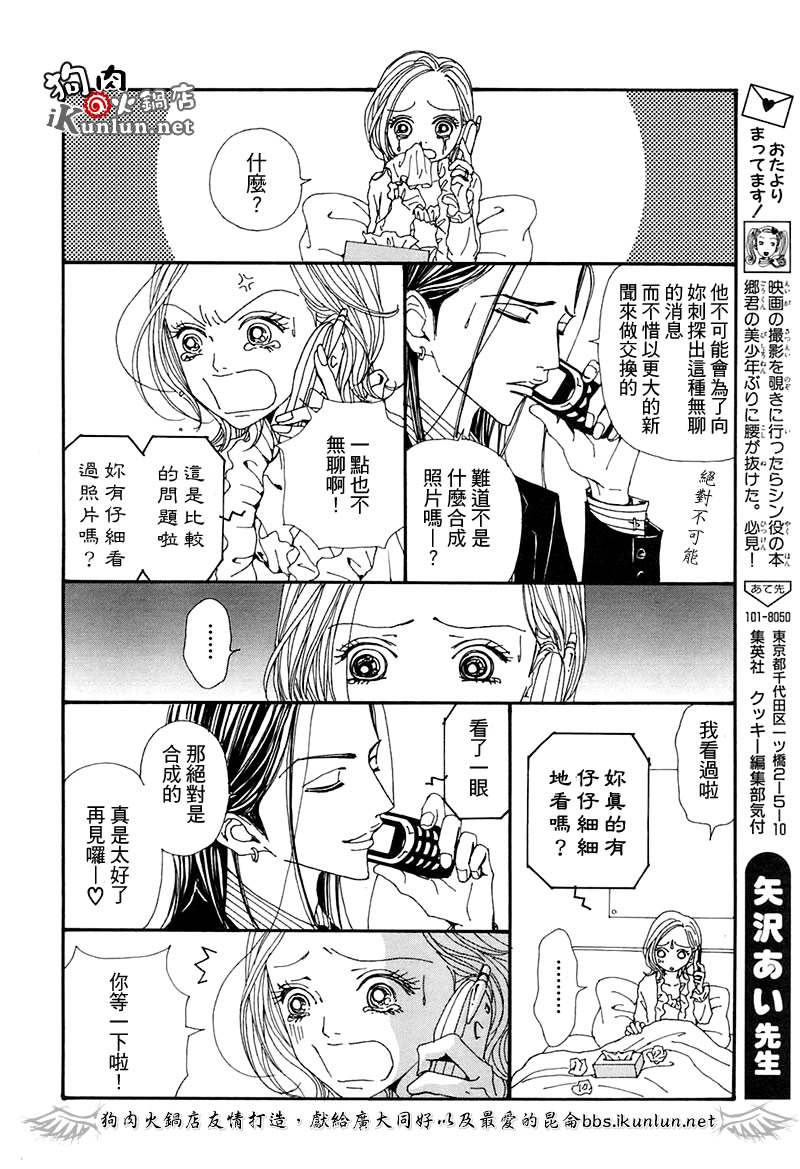 狗肉
火鍋店
iKunlun.net
什麼？
他不可能會為了向
妳刺探出這種無聊
的消息
而不惜以更大的新
聞來做交換的
絕對不可能
難道不是
什麼合成
照片嗎—？
一點也不
無聊啊！
這是比較
的問題啦
妳有仔細看
過照片嗎？
……
我看過啦
妳真的有
仔仔細細
地看嗎？
………
看了一眼
那絕對是
合成的
真是太好了
再見囉—♡
你等一下啦！
おたより
まってます！
映画の撮影を覗きに行ったらシン役の本
郷君の美少年ぶりに腰が抜けた。必見！
あて先
101-8050
東京都千代田区一ツ橋2-5-10
集英社　クッキー編集部気付
矢沢あい先生
狗肉火鍋店友情打造，獻給廣大同好以及最愛的昆侖bbs.ikunlun.net